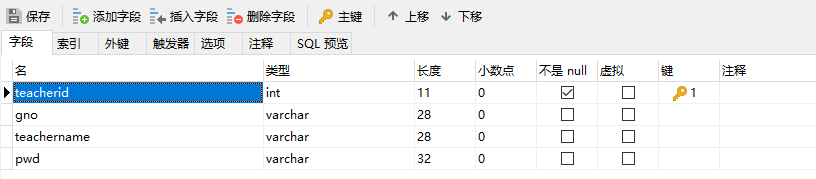 保存 添加字段 插入字段 删除字段 主键 上移 下移
字段 索引 外键 触发器 选项 注释 SQL 预览
名 类型 长度 小数点 不是 null 虚拟 键 注释
teacherid int 11 0 1
gno varchar 28 0
teachername varchar 28 0
pwd varchar 32 0